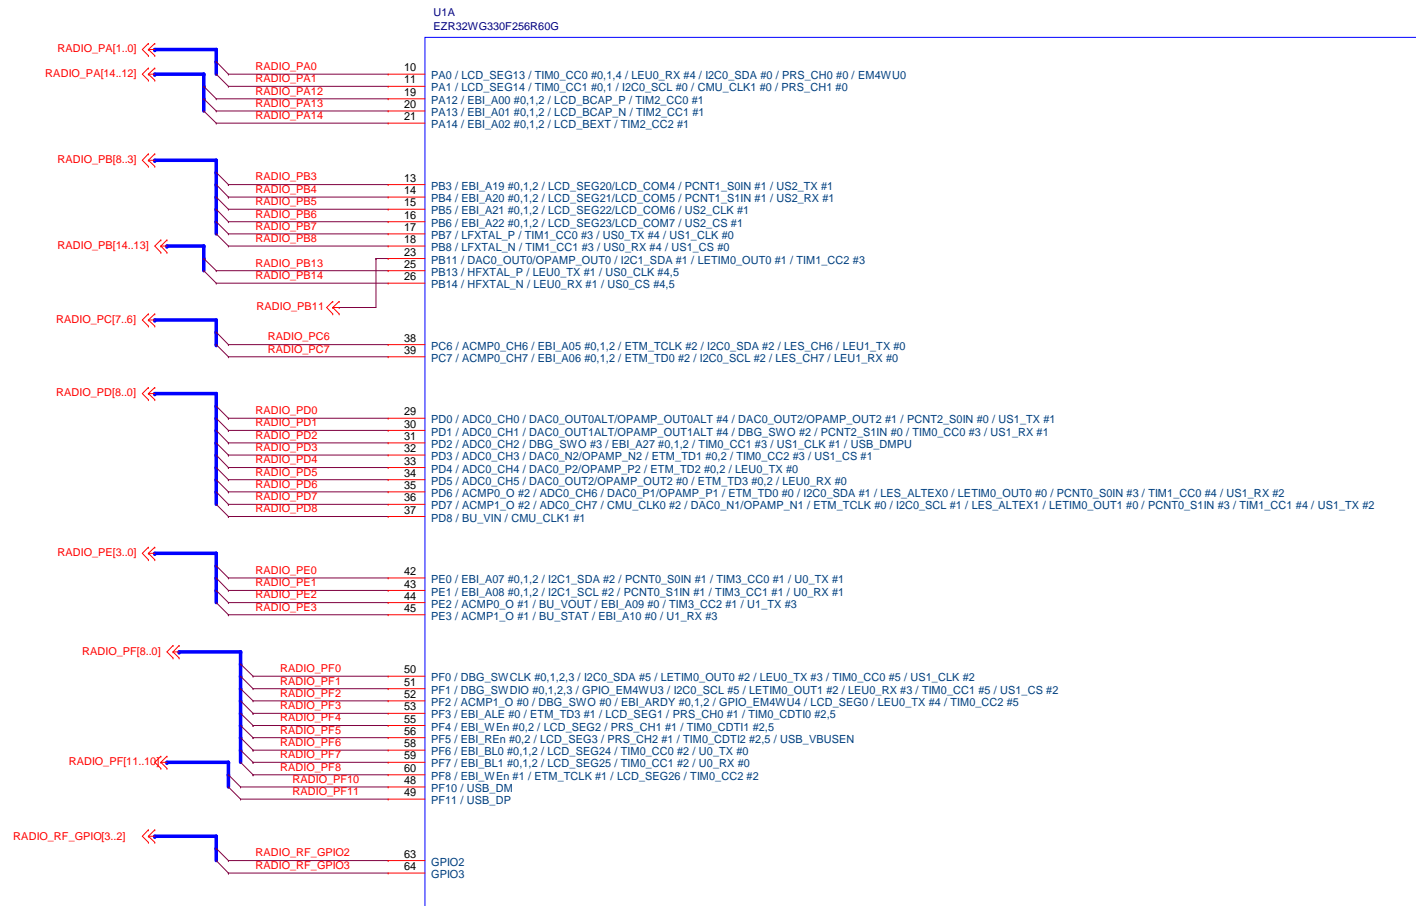 U1A
EZR32WG330F256R60G
RADIO_PA[1..0]
RADIO_PA0 10 PA0 / LCD_SEG13 / TIM0_CC0 #0,1,4 / LEU0_RX #4 / I2C0_SDA #0 / PRS_CH0 #0 / EM4WU0
RADIO_PA[14..12]
RADIO_PA1 11 PA1 / LCD_SEG14 / TIM0_CC1 #0,1 / I2C0_SCL #0 / CMU_CLK1 #0 / PRS_CH1 #0
RADIO_PA12 19 PA12 / EBI_A00 #0,1,2 / LCD_BCAP_P / TIM2_CC0 #1
RADIO_PA13 20 PA13 / EBI_A01 #0,1,2 / LCD_BCAP_N / TIM2_CC1 #1
RADIO_PA14 21 PA14 / EBI_A02 #0,1,2 / LCD_BEXT / TIM2_CC2 #1
RADIO_PB[8..3]
RADIO_PB3 13 PB3 / EBI_A19 #0,1,2 / LCD_SEG20/LCD_COM4 / PCNT1_S0IN #1 / US2_TX #1
RADIO_PB4 14 PB4 / EBI_A20 #0,1,2 / LCD_SEG21/LCD_COM5 / PCNT1_S1IN #1 / US2_RX #1
RADIO_PB5 15 PB5 / EBI_A21 #0,1,2 / LCD_SEG22/LCD_COM6 / US2_CLK #1
RADIO_PB6 16 PB6 / EBI_A22 #0,1,2 / LCD_SEG23/LCD_COM7 / US2_CS #1
RADIO_PB7 17 PB7 / LFXTAL_P / TIM1_CC0 #3 / US0_TX #4 / US1_CLK #0
RADIO_PB8 18 PB8 / LFXTAL_N / TIM1_CC1 #3 / US0_RX #4 / US1_CS #0
RADIO_PB[14..13]
23 PB11 / DAC0_OUT0/OPAMP_OUT0 / I2C1_SDA #1 / LETIM0_OUT0 #1 / TIM1_CC2 #3
RADIO_PB13 25 PB13 / HFXTAL_P / LEU0_TX #1 / US0_CLK #4,5
RADIO_PB14 26 PB14 / HFXTAL_N / LEU0_RX #1 / US0_CS #4,5
RADIO_PB11
RADIO_PC[7..6]
RADIO_PC6 38 PC6 / ACMP0_CH6 / EBI_A05 #0,1,2 / ETM_TCLK #2 / I2C0_SDA #2 / LES_CH6 / LEU1_TX #0
RADIO_PC7 39 PC7 / ACMP0_CH7 / EBI_A06 #0,1,2 / ETM_TD0 #2 / I2C0_SCL #2 / LES_CH7 / LEU1_RX #0
RADIO_PD[8..0]
RADIO_PD0 29 PD0 / ADC0_CH0 / DAC0_OUT0ALT/OPAMP_OUT0ALT #4 / DAC0_OUT2/OPAMP_OUT2 #1 / PCNT2_S0IN #0 / US1_TX #1
RADIO_PD1 30 PD1 / ADC0_CH1 / DAC0_OUT1ALT/OPAMP_OUT1ALT #4 / DBG_SWO #2 / PCNT2_S1IN #0 / TIM0_CC0 #3 / US1_RX #1
RADIO_PD2 31 PD2 / ADC0_CH2 / DBG_SWO #3 / EBI_A27 #0,1,2 / TIM0_CC1 #3 / US1_CLK #1 / USB_DMPU
RADIO_PD3 32 PD3 / ADC0_CH3 / DAC0_N2/OPAMP_N2 / ETM_TD1 #0,2 / TIM0_CC2 #3 / US1_CS #1
RADIO_PD4 33 PD4 / ADC0_CH4 / DAC0_P2/OPAMP_P2 / ETM_TD2 #0,2 / LEU0_TX #0
RADIO_PD5 34 PD5 / ADC0_CH5 / DAC0_OUT2/OPAMP_OUT2 #0 / ETM_TD3 #0,2 / LEU0_RX #0
RADIO_PD6 35 PD6 / ACMP0_O #2 / ADC0_CH6 / DAC0_P1/OPAMP_P1 / ETM_TD0 #0 / I2C0_SDA #1 / LES_ALTEX0 / LETIM0_OUT0 #0 / PCNT0_S0IN #3 / TIM1_CC0 #4 / US1_RX #2
RADIO_PD7 36 PD7 / ACMP1_O #2 / ADC0_CH7 / CMU_CLK0 #2 / DAC0_N1/OPAMP_N1 / ETM_TCLK #0 / I2C0_SCL #1 / LES_ALTEX1 / LETIM0_OUT1 #0 / PCNT0_S1IN #3 / TIM1_CC1 #4 / US1_TX #2
RADIO_PD8 37 PD8 / BU_VIN / CMU_CLK1 #1
RADIO_PE[3..0]
RADIO_PE0 42 PE0 / EBI_A07 #0,1,2 / I2C1_SDA #2 / PCNT0_S0IN #1 / TIM3_CC0 #1 / U0_TX #1
RADIO_PE1 43 PE1 / EBI_A08 #0,1,2 / I2C1_SCL #2 / PCNT0_S1IN #1 / TIM3_CC1 #1 / U0_RX #1
RADIO_PE2 44 PE2 / ACMP0_O #1 / BU_VOUT / EBI_A09 #0 / TIM3_CC2 #1 / U1_TX #3
RADIO_PE3 45 PE3 / ACMP1_O #1 / BU_STAT / EBI_A10 #0 / U1_RX #3
RADIO_PF[8..0]
RADIO_PF0 50 PF0 / DBG_SWCLK #0,1,2,3 / I2C0_SDA #5 / LETIM0_OUT0 #2 / LEU0_TX #3 / TIM0_CC0 #5 / US1_CLK #2
RADIO_PF1 51 PF1 / DBG_SWDIO #0,1,2,3 / GPIO_EM4WU3 / I2C0_SCL #5 / LETIM0_OUT1 #2 / LEU0_RX #3 / TIM0_CC1 #5 / US1_CS #2
RADIO_PF2 52 PF2 / ACMP1_O #0 / DBG_SWO #0 / EBI_ARDY #0,1,2 / GPIO_EM4WU4 / LCD_SEG0 / LEU0_TX #4 / TIM0_CC2 #5
RADIO_PF3 53 PF3 / EBI_ALE #0 / ETM_TD3 #1 / LCD_SEG1 / PRS_CH0 #1 / TIM0_CDTI0 #2,5
RADIO_PF4 55 PF4 / EBI_WEn #0,2 / LCD_SEG2 / PRS_CH1 #1 / TIM0_CDTI1 #2,5
RADIO_PF5 56 PF5 / EBI_REn #0,2 / LCD_SEG3 / PRS_CH2 #1 / TIM0_CDTI2 #2,5 / USB_VBUSEN
RADIO_PF6 58 PF6 / EBI_BL0 #0,1,2 / LCD_SEG24 / TIM0_CC0 #2 / U0_TX #0
RADIO_PF7 59 PF7 / EBI_BL1 #0,1,2 / LCD_SEG25 / TIM0_CC1 #2 / U0_RX #0
RADIO_PF[11..10]
RADIO_PF8 60 PF8 / EBI_WEn #1 / ETM_TCLK #1 / LCD_SEG26 / TIM0_CC2 #2
RADIO_PF10 48 PF10 / USB_DM
RADIO_PF11 49 PF11 / USB_DP
RADIO_RF_GPIO[3..2]
RADIO_RF_GPIO2 63 GPIO2
RADIO_RF_GPIO3 64 GPIO3